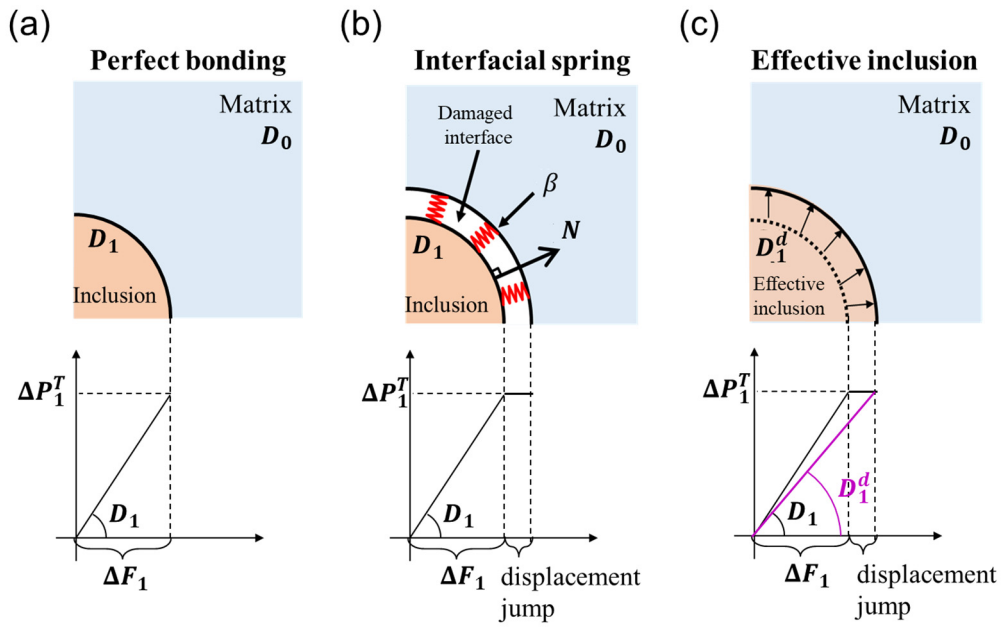 (a)
Perfect bonding
Matrix
D₀
D₁
Inclusion
ΔP₁ᵀ
D₁
ΔF₁
(b)
Interfacial spring
Damaged
interface
Matrix
D₀
β
N
D₁
Inclusion
ΔP₁ᵀ
D₁
ΔF₁
displacement
jump
(c)
Effective inclusion
Matrix
D₀
D₁ᵈ
Effective
inclusion
ΔP₁ᵀ
D₁ᵈ
D₁
ΔF₁
displacement
jump